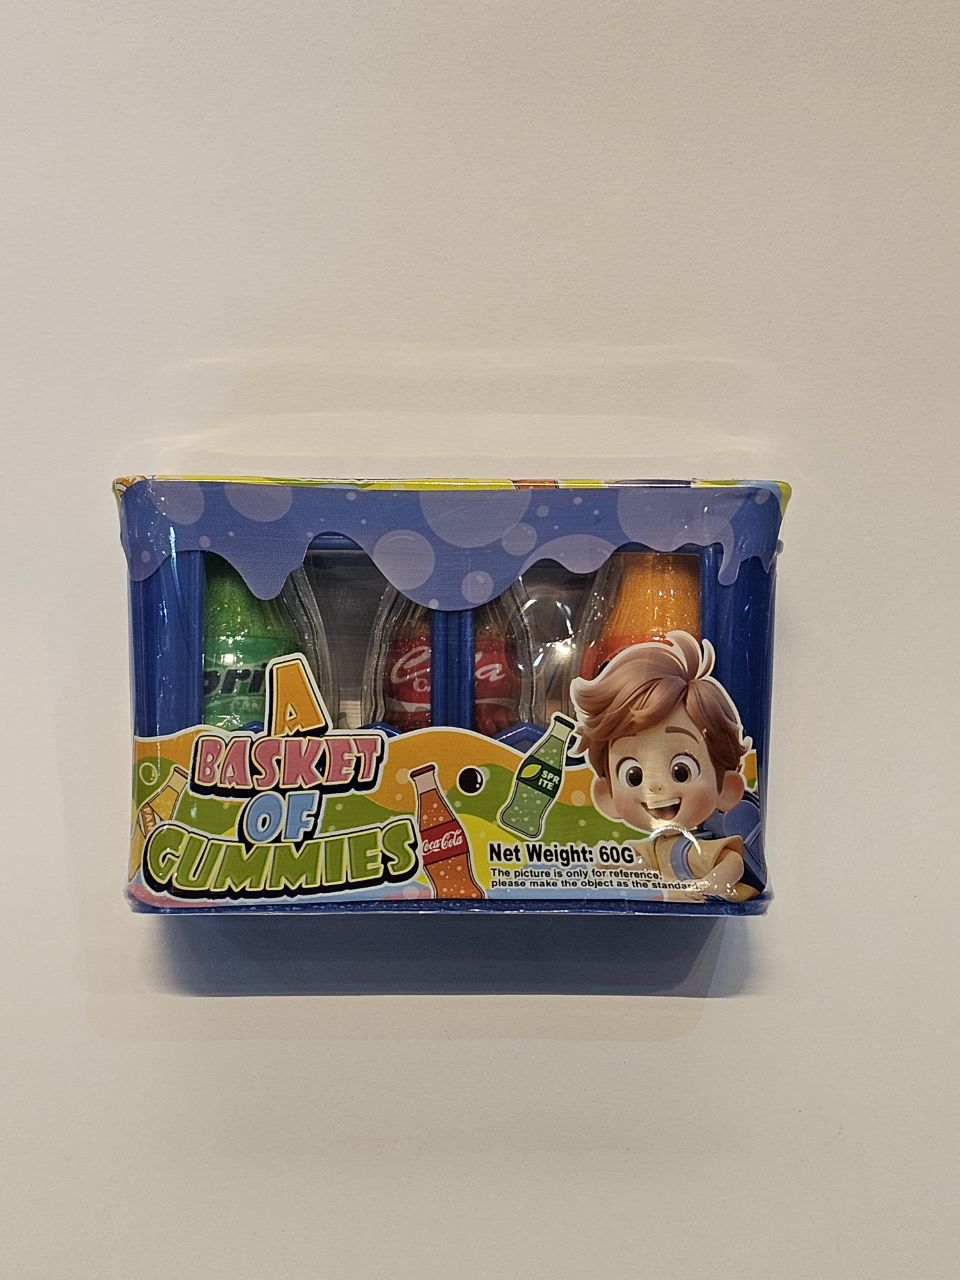 A
BASKET
OF
GUMMIES
Coca-Cola
SPR
ITE
FAN
Net Weight: 60G
The picture is only for reference,
please make the object as the standard